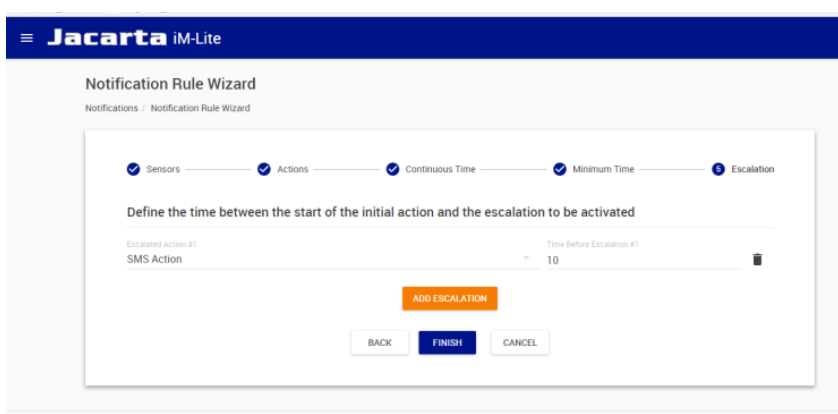 Jacarta iM-Lite
Notification Rule Wizard
Notifications / Notification Rule Wizard
Sensors Actions Continuous Time Minimum Time 5 Escalation
Define the time between the start of the initial action and the escalation to be activated
Escalated Action #1 Time Before Escalation #1
SMS Action 10
ADD ESCALATION
BACK FINISH CANCEL